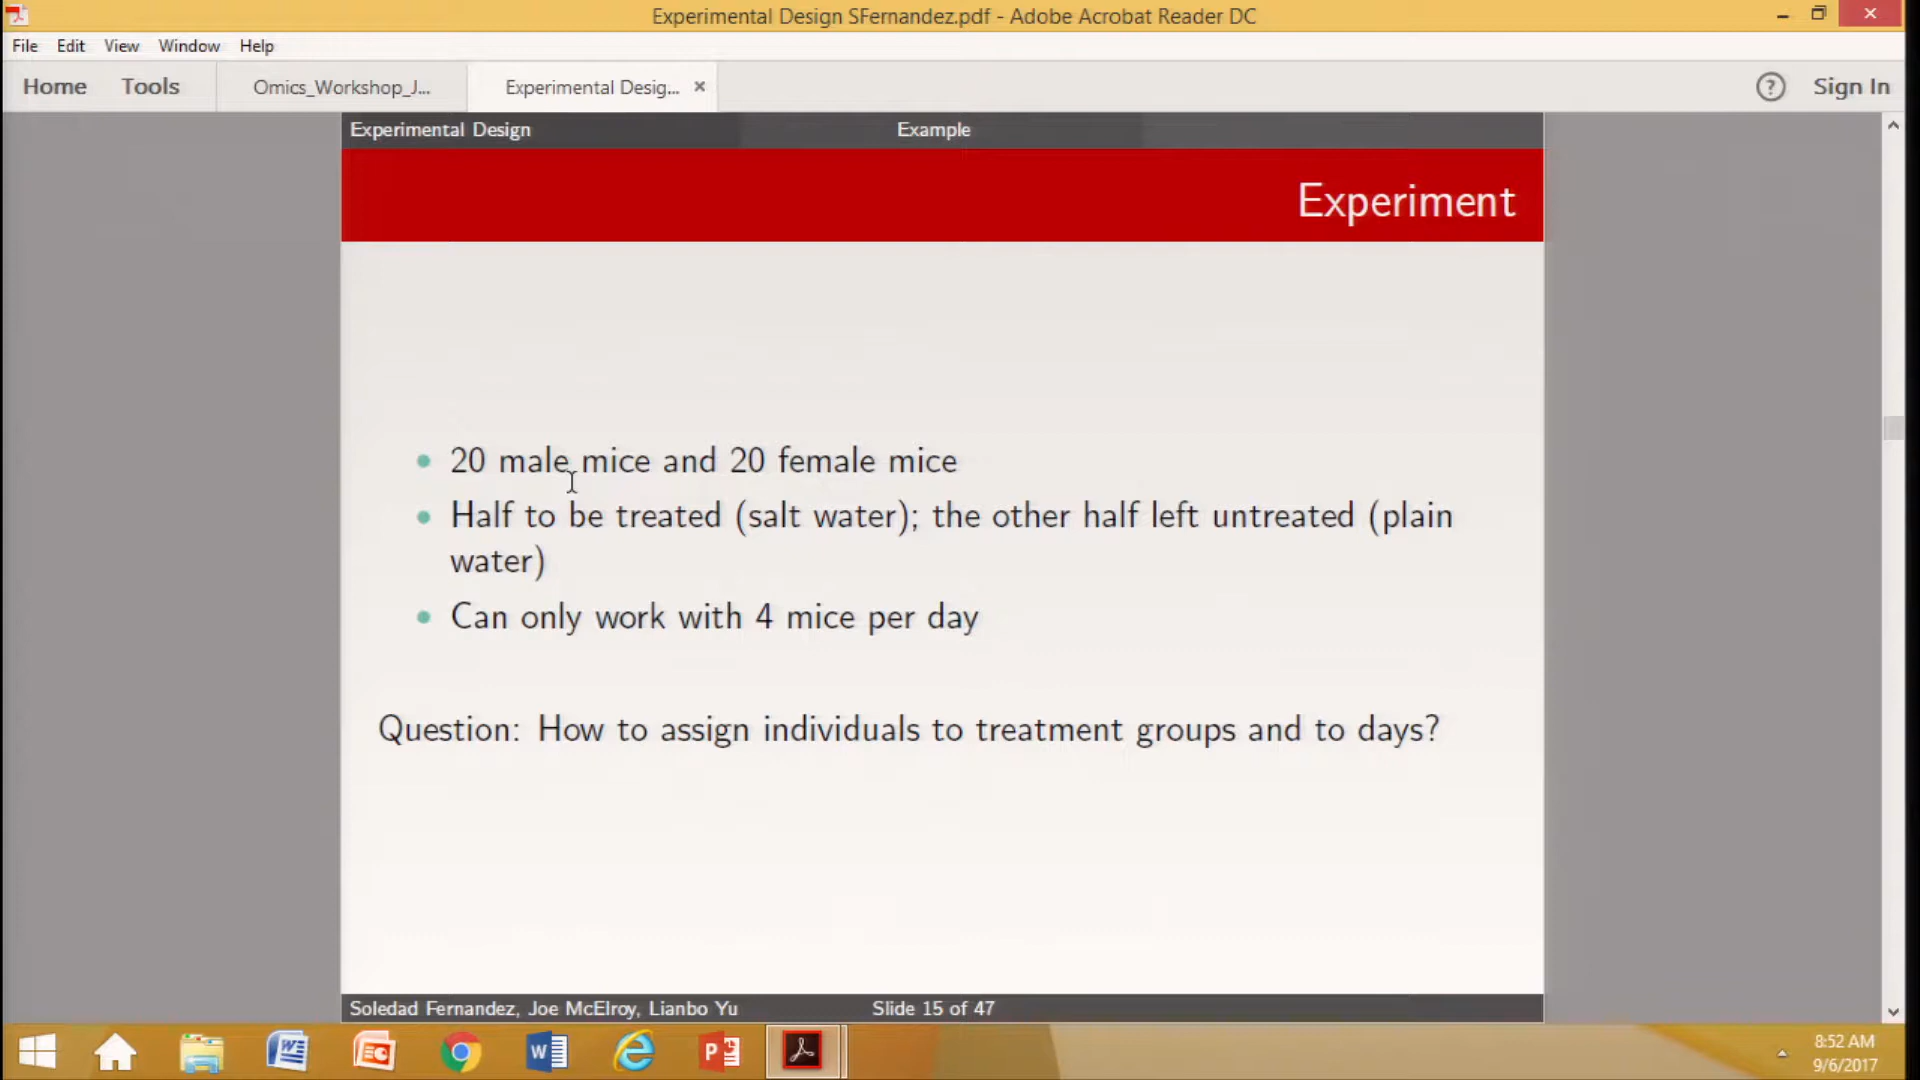 Experimental Design SFernandez.pdf - Adobe Acrobat Reader DC
File Edit View Window Help
Home Tools Omics_Workshop_J... Experimental Desig... × ? Sign In
Experimental Design Example
Experiment
20 male mice and 20 female mice
Half to be treated (salt water); the other half left untreated (plain
water)
Can only work with 4 mice per day
Question: How to assign individuals to treatment groups and to days?
Soledad Fernandez, Joe McElroy, Lianbo Yu Slide 15 of 47
8:52 AM
9/6/2017